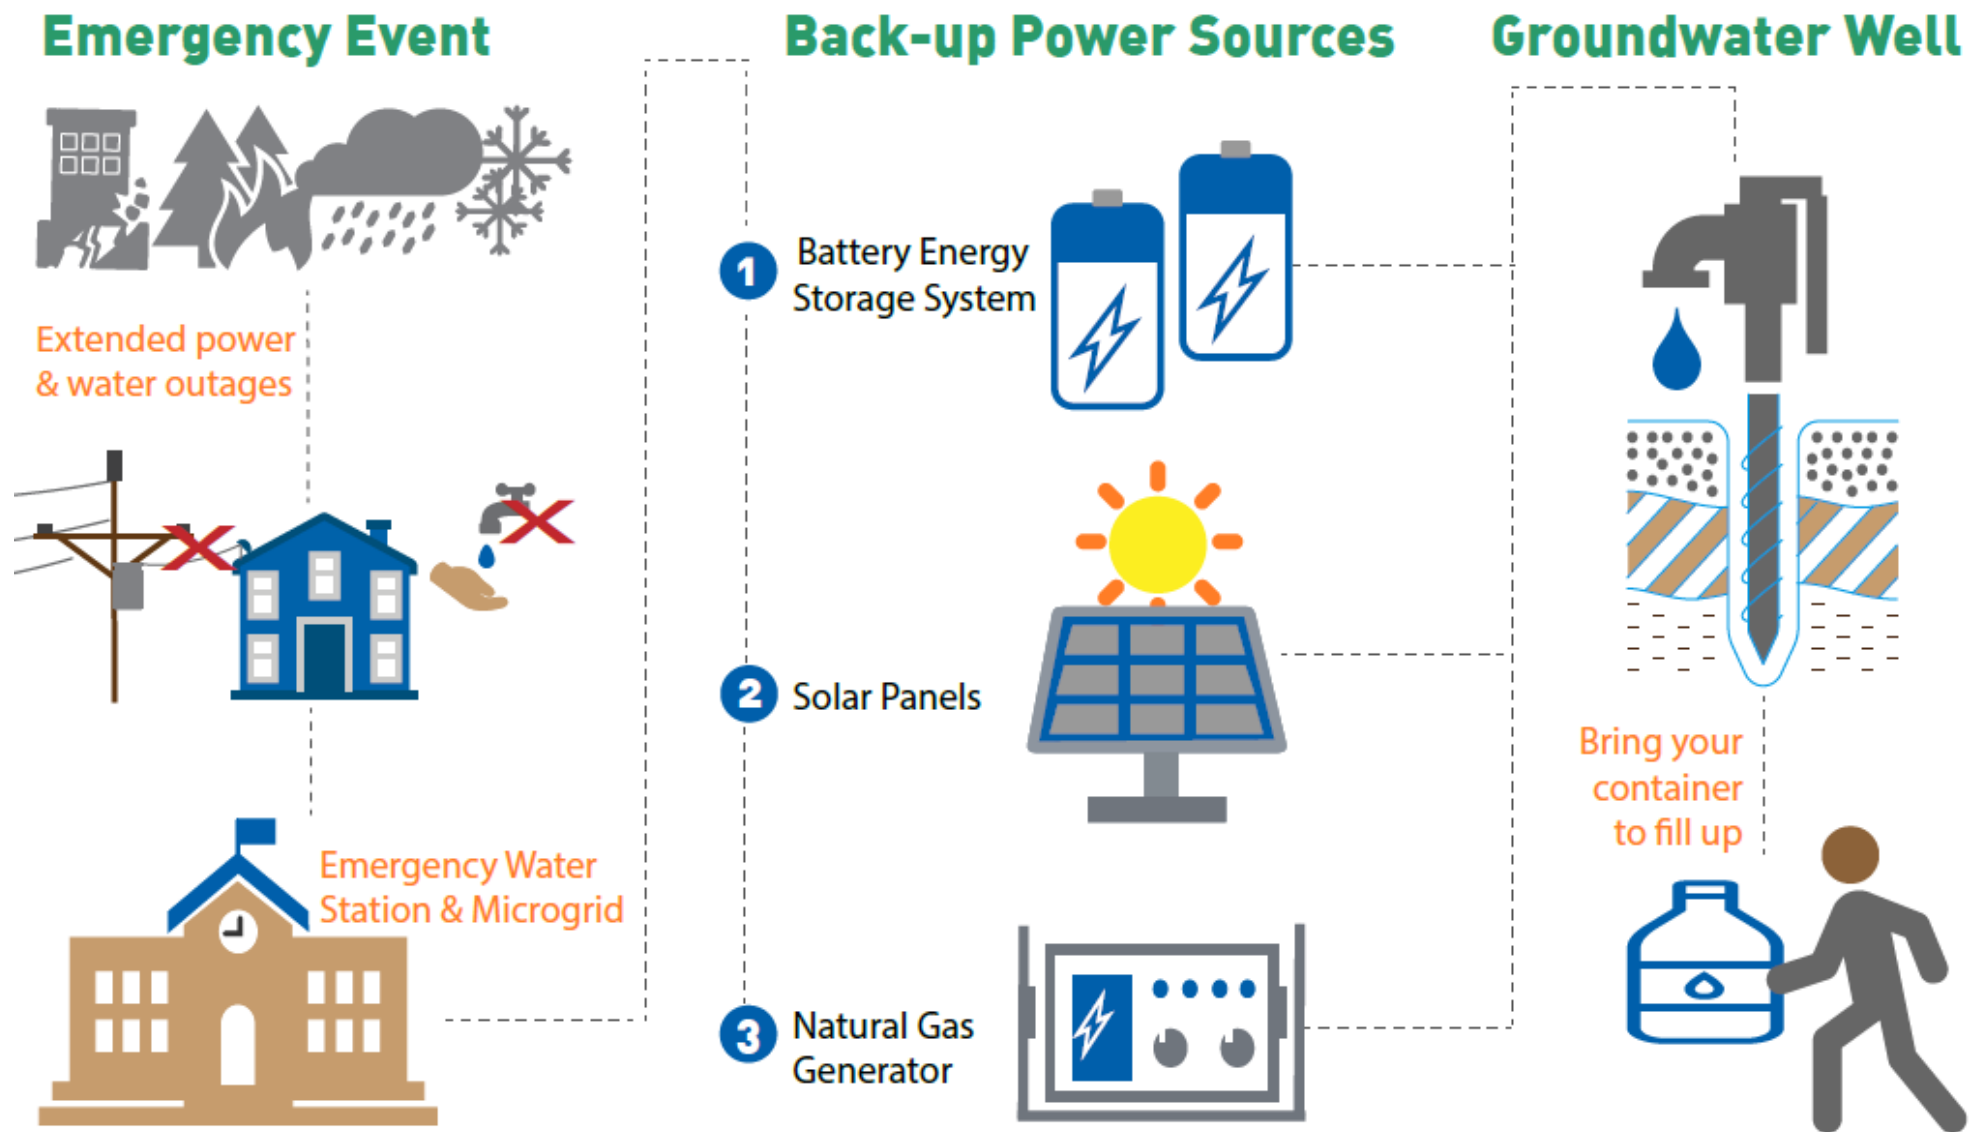 Emergency Event
Extended power
& water outages
Emergency Water
Station & Microgrid
Back-up Power Sources
1
Battery Energy
Storage System
2
Solar Panels
3
Natural Gas
Generator
Groundwater Well
Bring your
container
to fill up